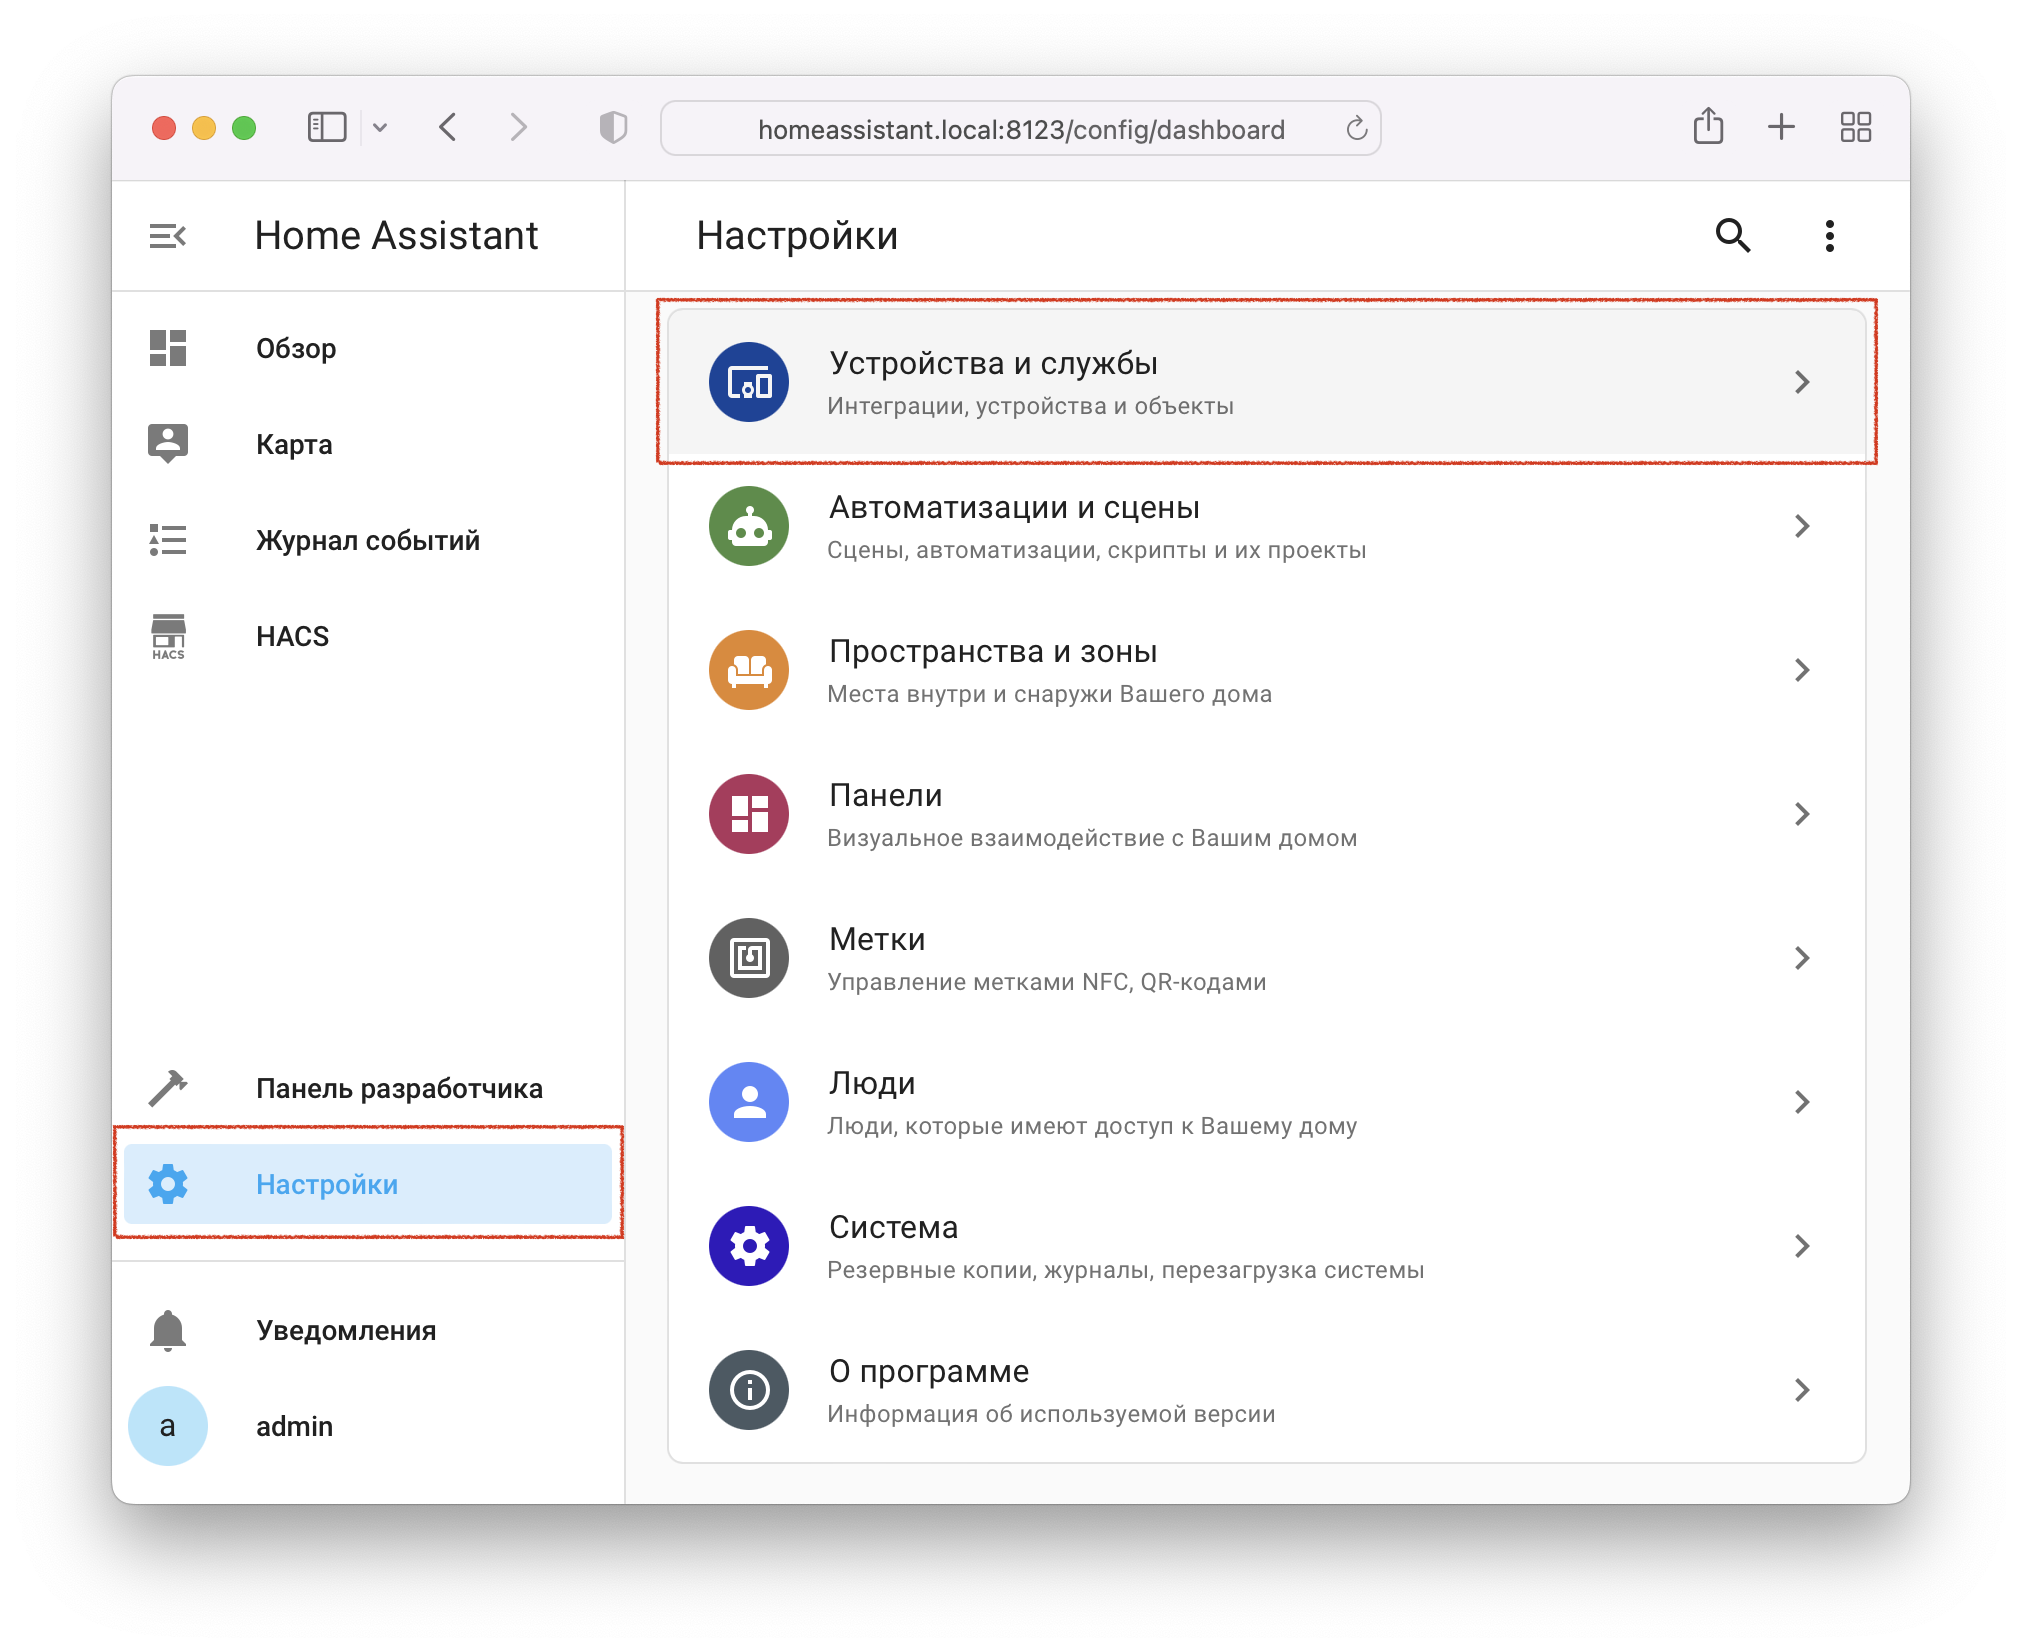 homeassistant.local:8123/config/dashboard
Home Assistant
Настройки
Обзор
Карта
Журнал событий
HACS
HACS
Панель разработчика
Настройки
Уведомления
a
admin
Устройства и службы
Интеграции, устройства и объекты
Автоматизации и сцены
Сцены, автоматизации, скрипты и их проекты
Пространства и зоны
Места внутри и снаружи Вашего дома
Панели
Визуальное взаимодействие с Вашим домом
Метки
Управление метками NFC, QR-кодами
Люди
Люди, которые имеют доступ к Вашему дому
Система
Резервные копии, журналы, перезагрузка системы
О программе
Информация об используемой версии